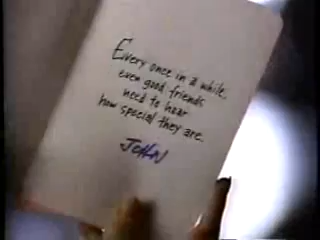 Every once in a while,
even good friends
need to hear
how special they are.
JOHN